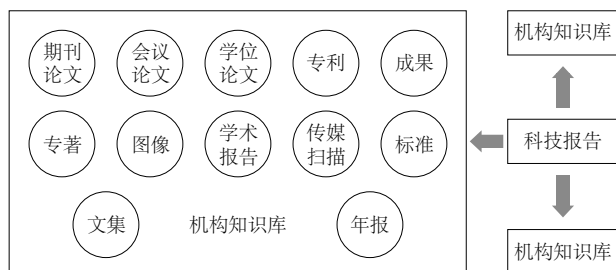 期刊
论文
会议
论文
学位
论文
专利
成果
专著
图像
学术
报告
传媒
扫描
标准
文集
机构知识库
年报
机构知识库
科技报告
机构知识库